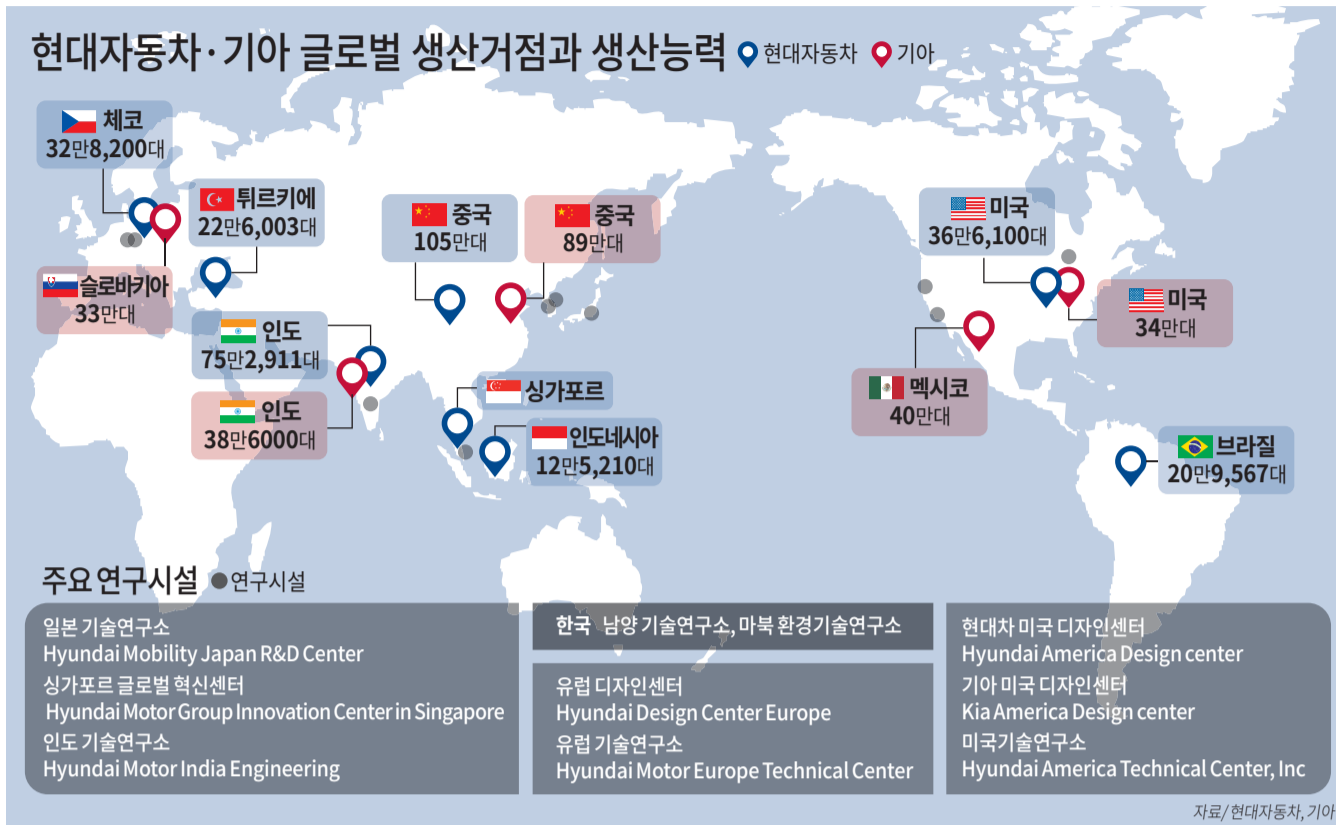 현대자동차·기아 글로벌 생산거점과 생산능력
현대자동차
기아
체코
32만8,200대
튀르키에
22만6,003대
중국
105만대
중국
89만대
미국
36만6,100대
슬로바키아
33만대
미국
34만대
인도
75만2,911대
멕시코
40만대
싱가포르
인도
38만6000대
인도네시아
12만5,210대
브라질
20만9,567대
주요 연구시설
연구시설
일본 기술연구소
Hyundai Mobility Japan R&D Center
싱가포르 글로벌 혁신센터
Hyundai Motor Group Innovation Center in Singapore
인도 기술연구소
Hyundai Motor India Engineering
한국 남양 기술연구소, 마북 환경기술연구소
유럽 디자인센터
Hyundai Design Center Europe
유럽 기술연구소
Hyundai Motor Europe Technical Center
현대차 미국 디자인센터
Hyundai America Design center
기아 미국 디자인센터
Kia America Design center
미국기술연구소
Hyundai America Technical Center, Inc
자료/현대자동차, 기아